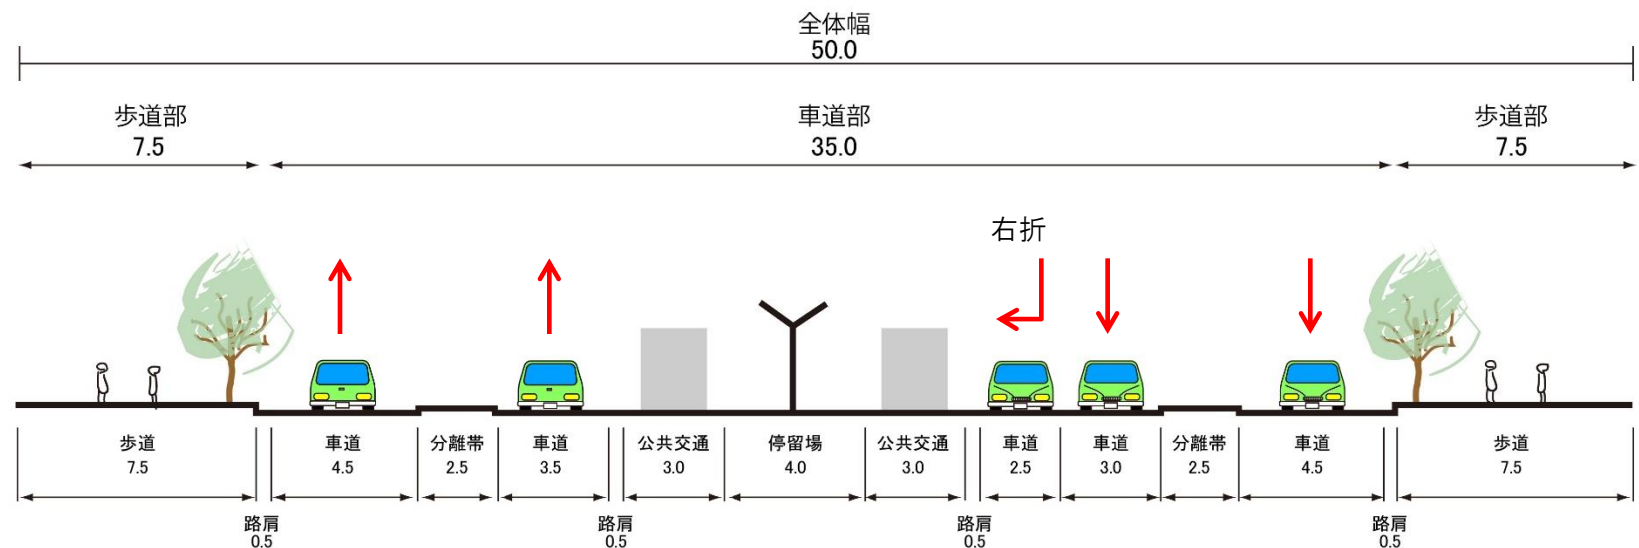 全体幅
50.0
歩道部
7.5
車道部
35.0
歩道部
7.5
右折
歩道
7.5
車道
4.5
分離帯
2.5
車道
3.5
公共交通
3.0
停留場
4.0
公共交通
3.0
車道
2.5
車道
3.0
分離帯
2.5
車道
4.5
歩道
7.5
路肩
0.5
路肩
0.5
路肩
0.5
路肩
0.5